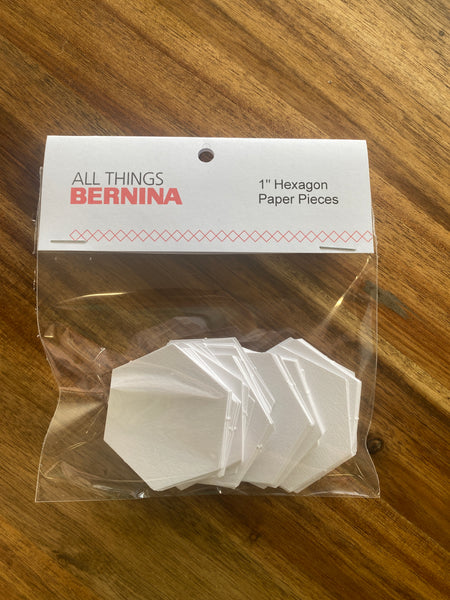 ALL THINGS
BERNINA
1" Hexagon
Paper Pieces